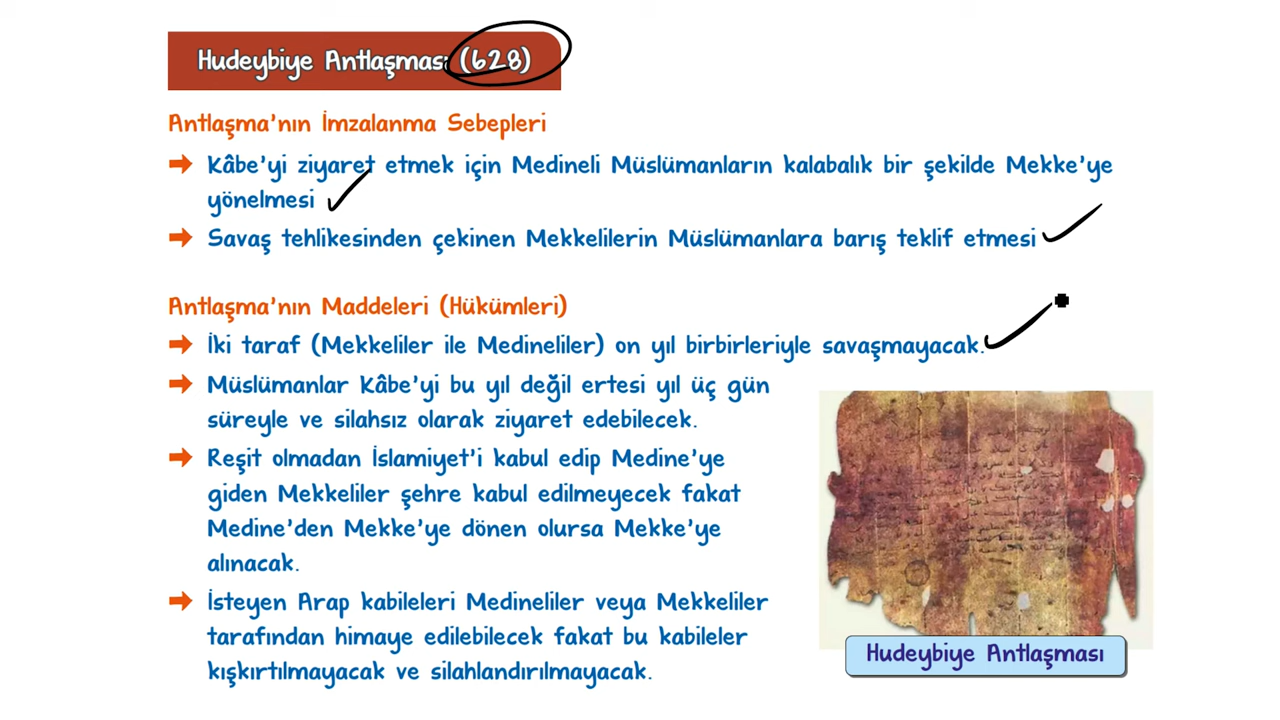 Hudeybiye Antlaşması (628)
Antlaşma'nın İmzalanma Sebepleri
➡ Kâbe'yi ziyaret etmek için Medineli Müslümanların kalabalık bir şekilde Mekke'ye
yönelmesi
➡ Savaş tehlikesinden çekinen Mekkelilerin Müslümanlara barış teklif etmesi
Antlaşma'nın Maddeleri (Hükümleri)
➡ İki taraf (Mekkeliler ile Medineliler) on yıl birbirleriyle savaşmayacak.
➡ Müslümanlar Kâbe'yi bu yıl değil ertesi yıl üç gün
süreyle ve silahsız olarak ziyaret edebilecek.
➡ Reşit olmadan İslamiyet'i kabul edip Medine'ye
giden Mekkeliler şehre kabul edilmeyecek fakat
Medine'den Mekke'ye dönen olursa Mekke'ye
alınacak.
➡ İsteyen Arap kabileleri Medineliler veya Mekkeliler
tarafından himaye edilebilecek fakat bu kabileler
kışkırtılmayacak ve silahlandırılmayacak.
Hudeybiye Antlaşması